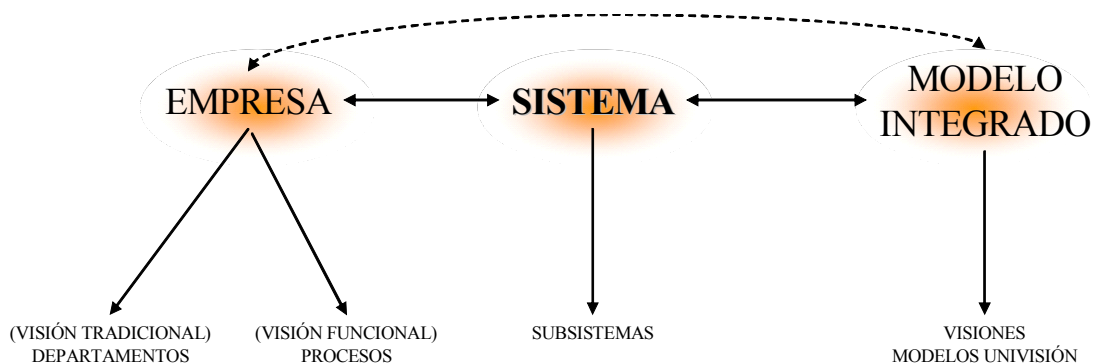 EMPRESA
SISTEMA
MODELO
INTEGRADO
(VISIÓN TRADICIONAL)
DEPARTAMENTOS
(VISIÓN FUNCIONAL)
PROCESOS
SUBSISTEMAS
VISIONES
MODELOS UNIVISIÓN